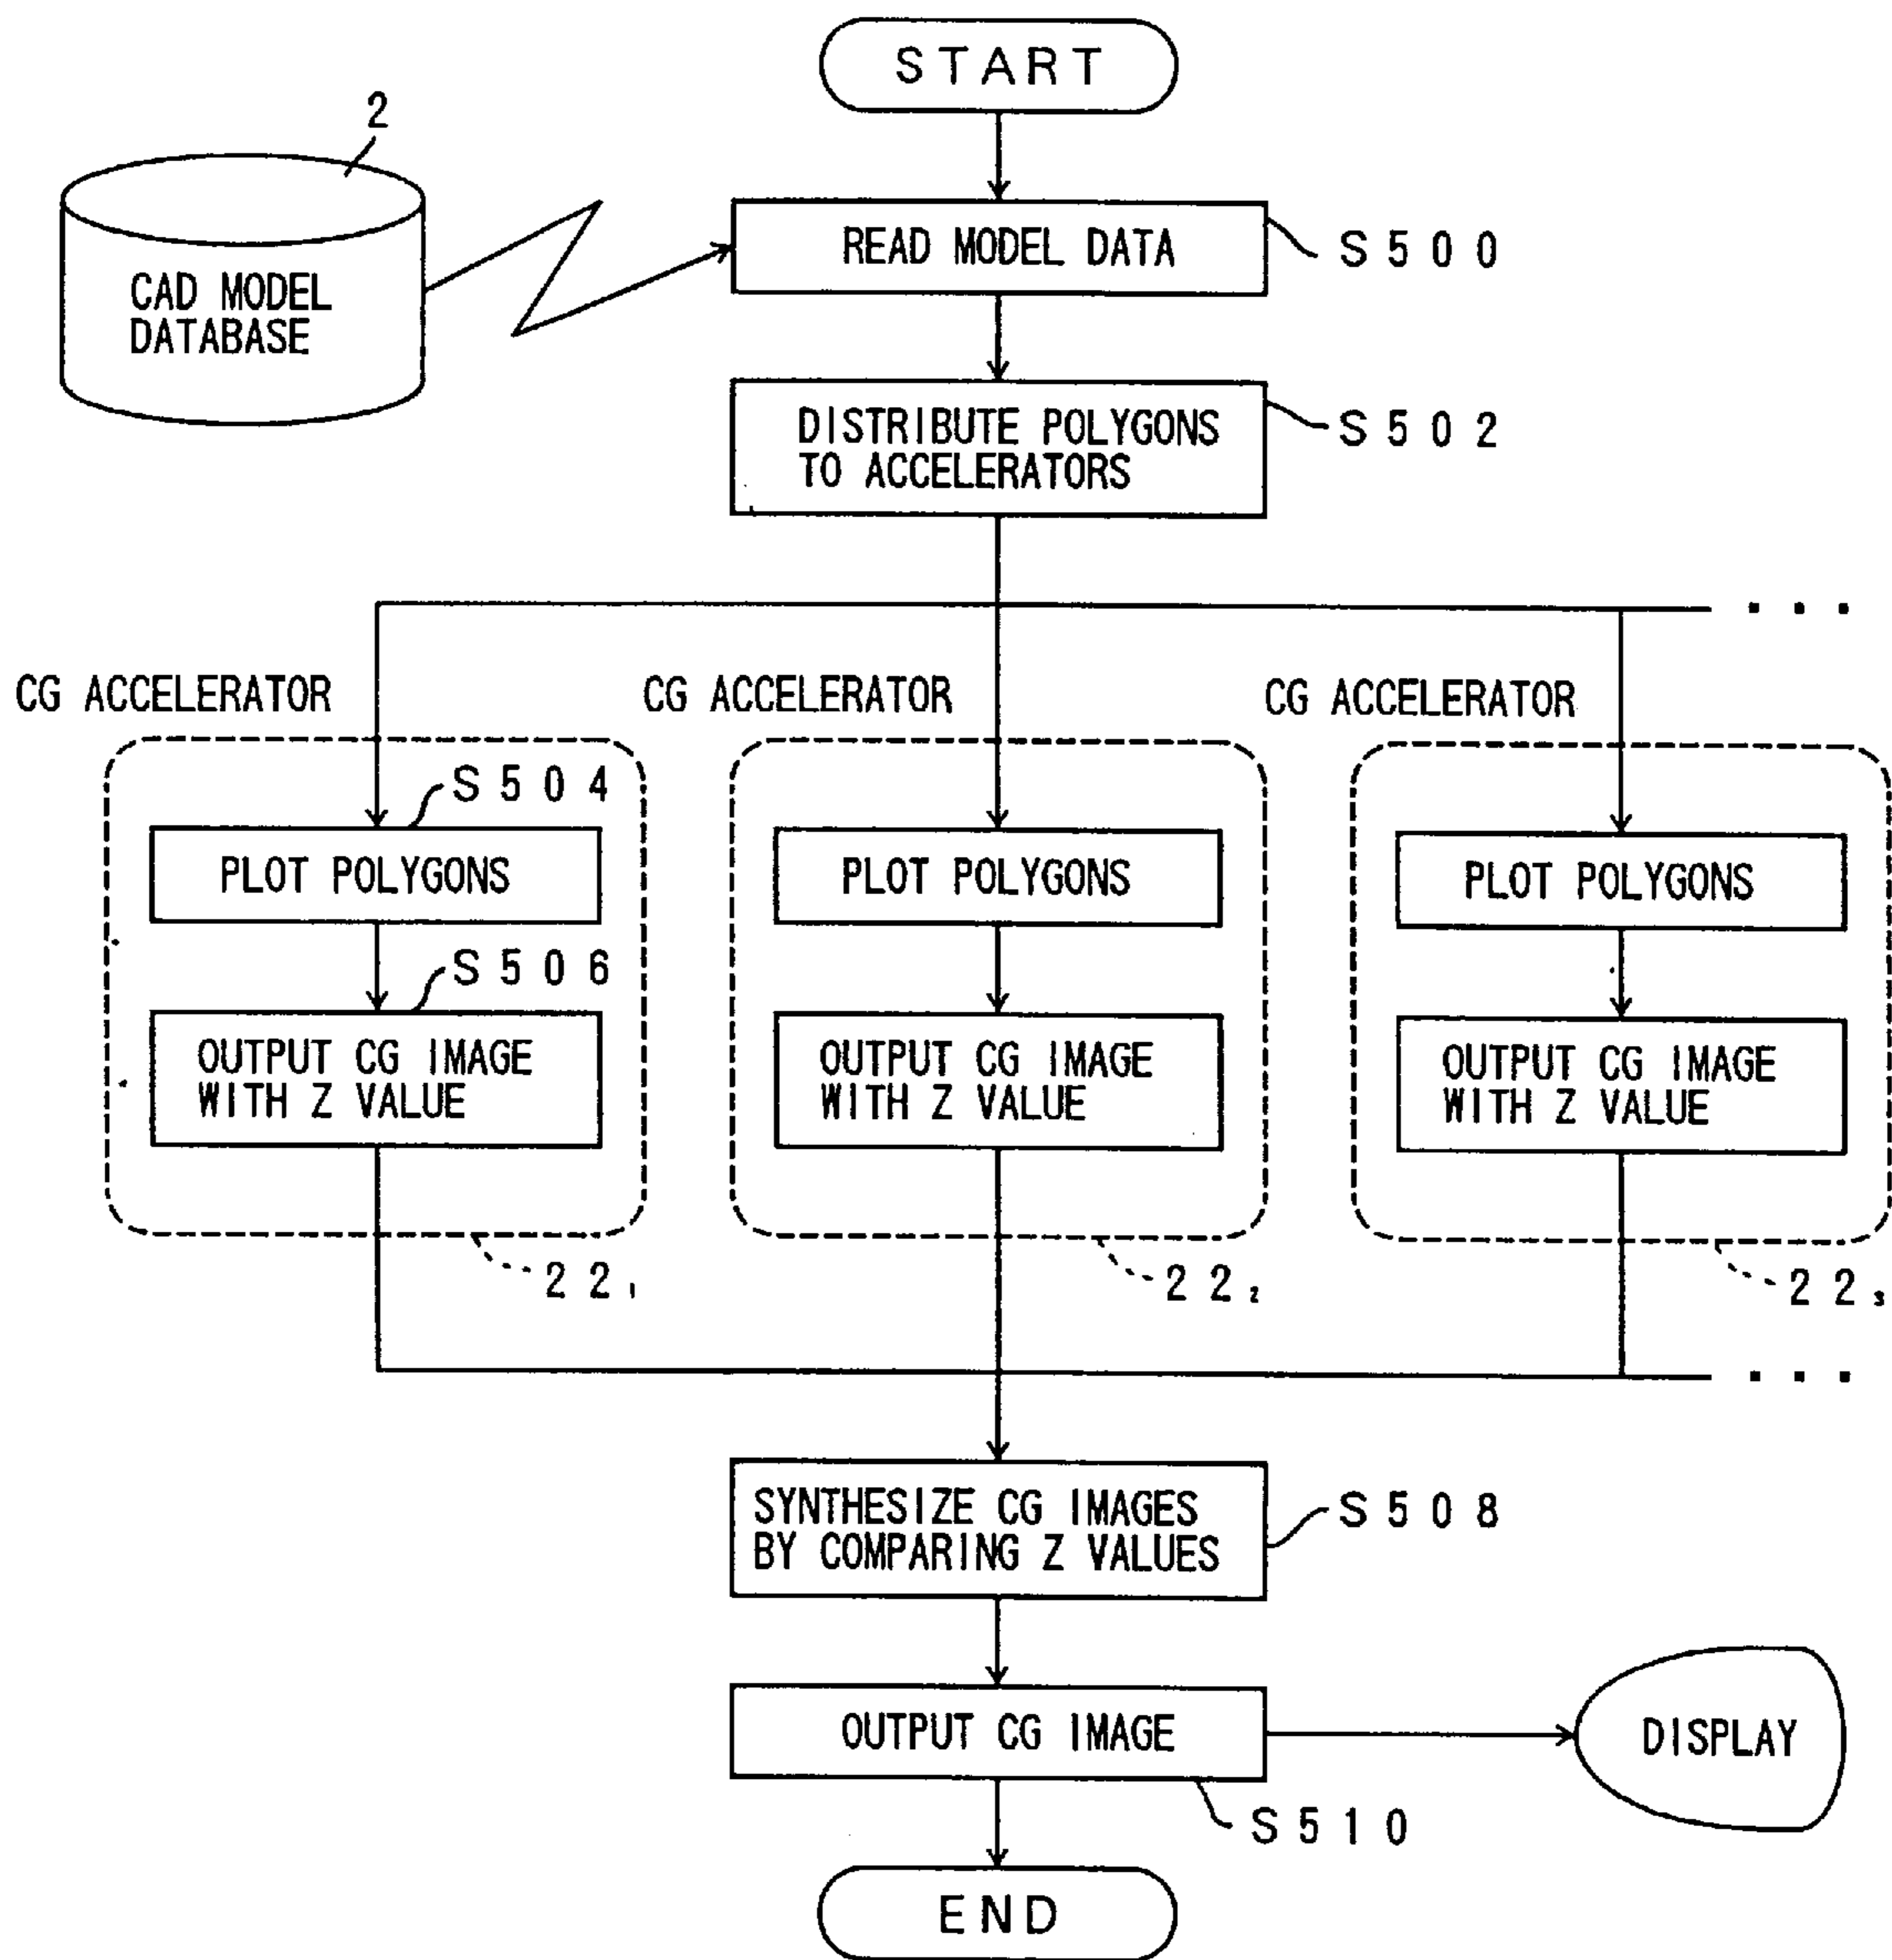 START
2
CAD MODEL
DATABASE
READ MODEL DATA
S500
DISTRIBUTE POLYGONS
TO ACCELERATORS
S502
. . .
CG ACCELERATOR
CG ACCELERATOR
CG ACCELERATOR
S504
PLOT POLYGONS
PLOT POLYGONS
PLOT POLYGONS
S506
OUTPUT CG IMAGE
WITH Z VALUE
OUTPUT CG IMAGE
WITH Z VALUE
OUTPUT CG IMAGE
WITH Z VALUE
22₁
22₂
22₃
. . .
SYNTHESIZE CG IMAGES
BY COMPARING Z VALUES
S508
OUTPUT CG IMAGE
DISPLAY
S510
END